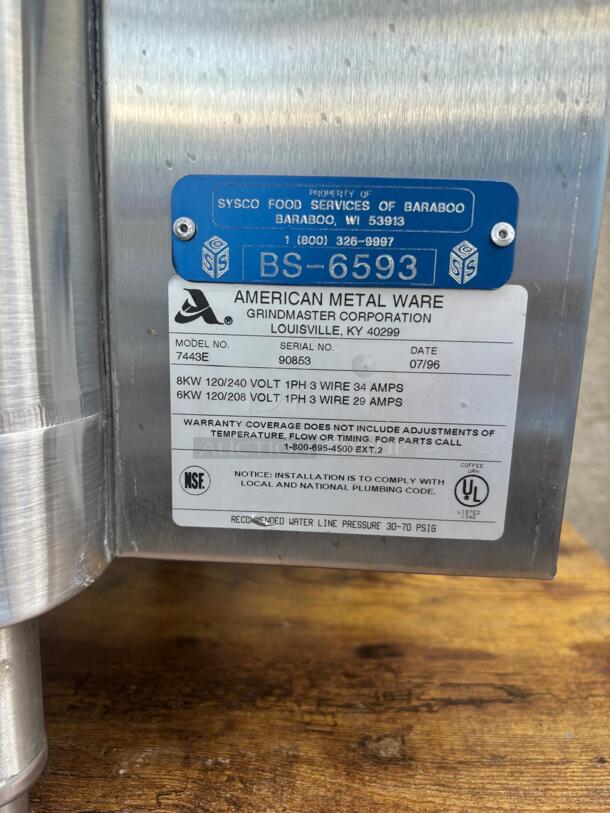 PROPERTY OF
SYSCO FOOD SERVICES OF BARABOO
BARABOO, WI 53913
1 (800) 326-9997
BS-6593
AMERICAN METAL WARE
GRINDMASTER CORPORATION
LOUISVILLE, KY 40299
MODEL NO. SERIAL NO. DATE
7443E 90853 07/96
8KW 120/240 VOLT 1PH 3 WIRE 34 AMPS
6KW 120/208 VOLT 1PH 3 WIRE 29 AMPS
WARRANTY COVERAGE DOES NOT INCLUDE ADJUSTMENTS OF
TEMPERATURE, FLOW OR TIMING. FOR PARTS CALL
1-800-695-4500 EXT.2
NSF
NOTICE: INSTALLATION IS TO COMPLY WITH
LOCAL AND NATIONAL PLUMBING CODE.
COFFEE
URN
UL
LISTED
RECOMMENDED WATER LINE PRESSURE 30-70 PSIG